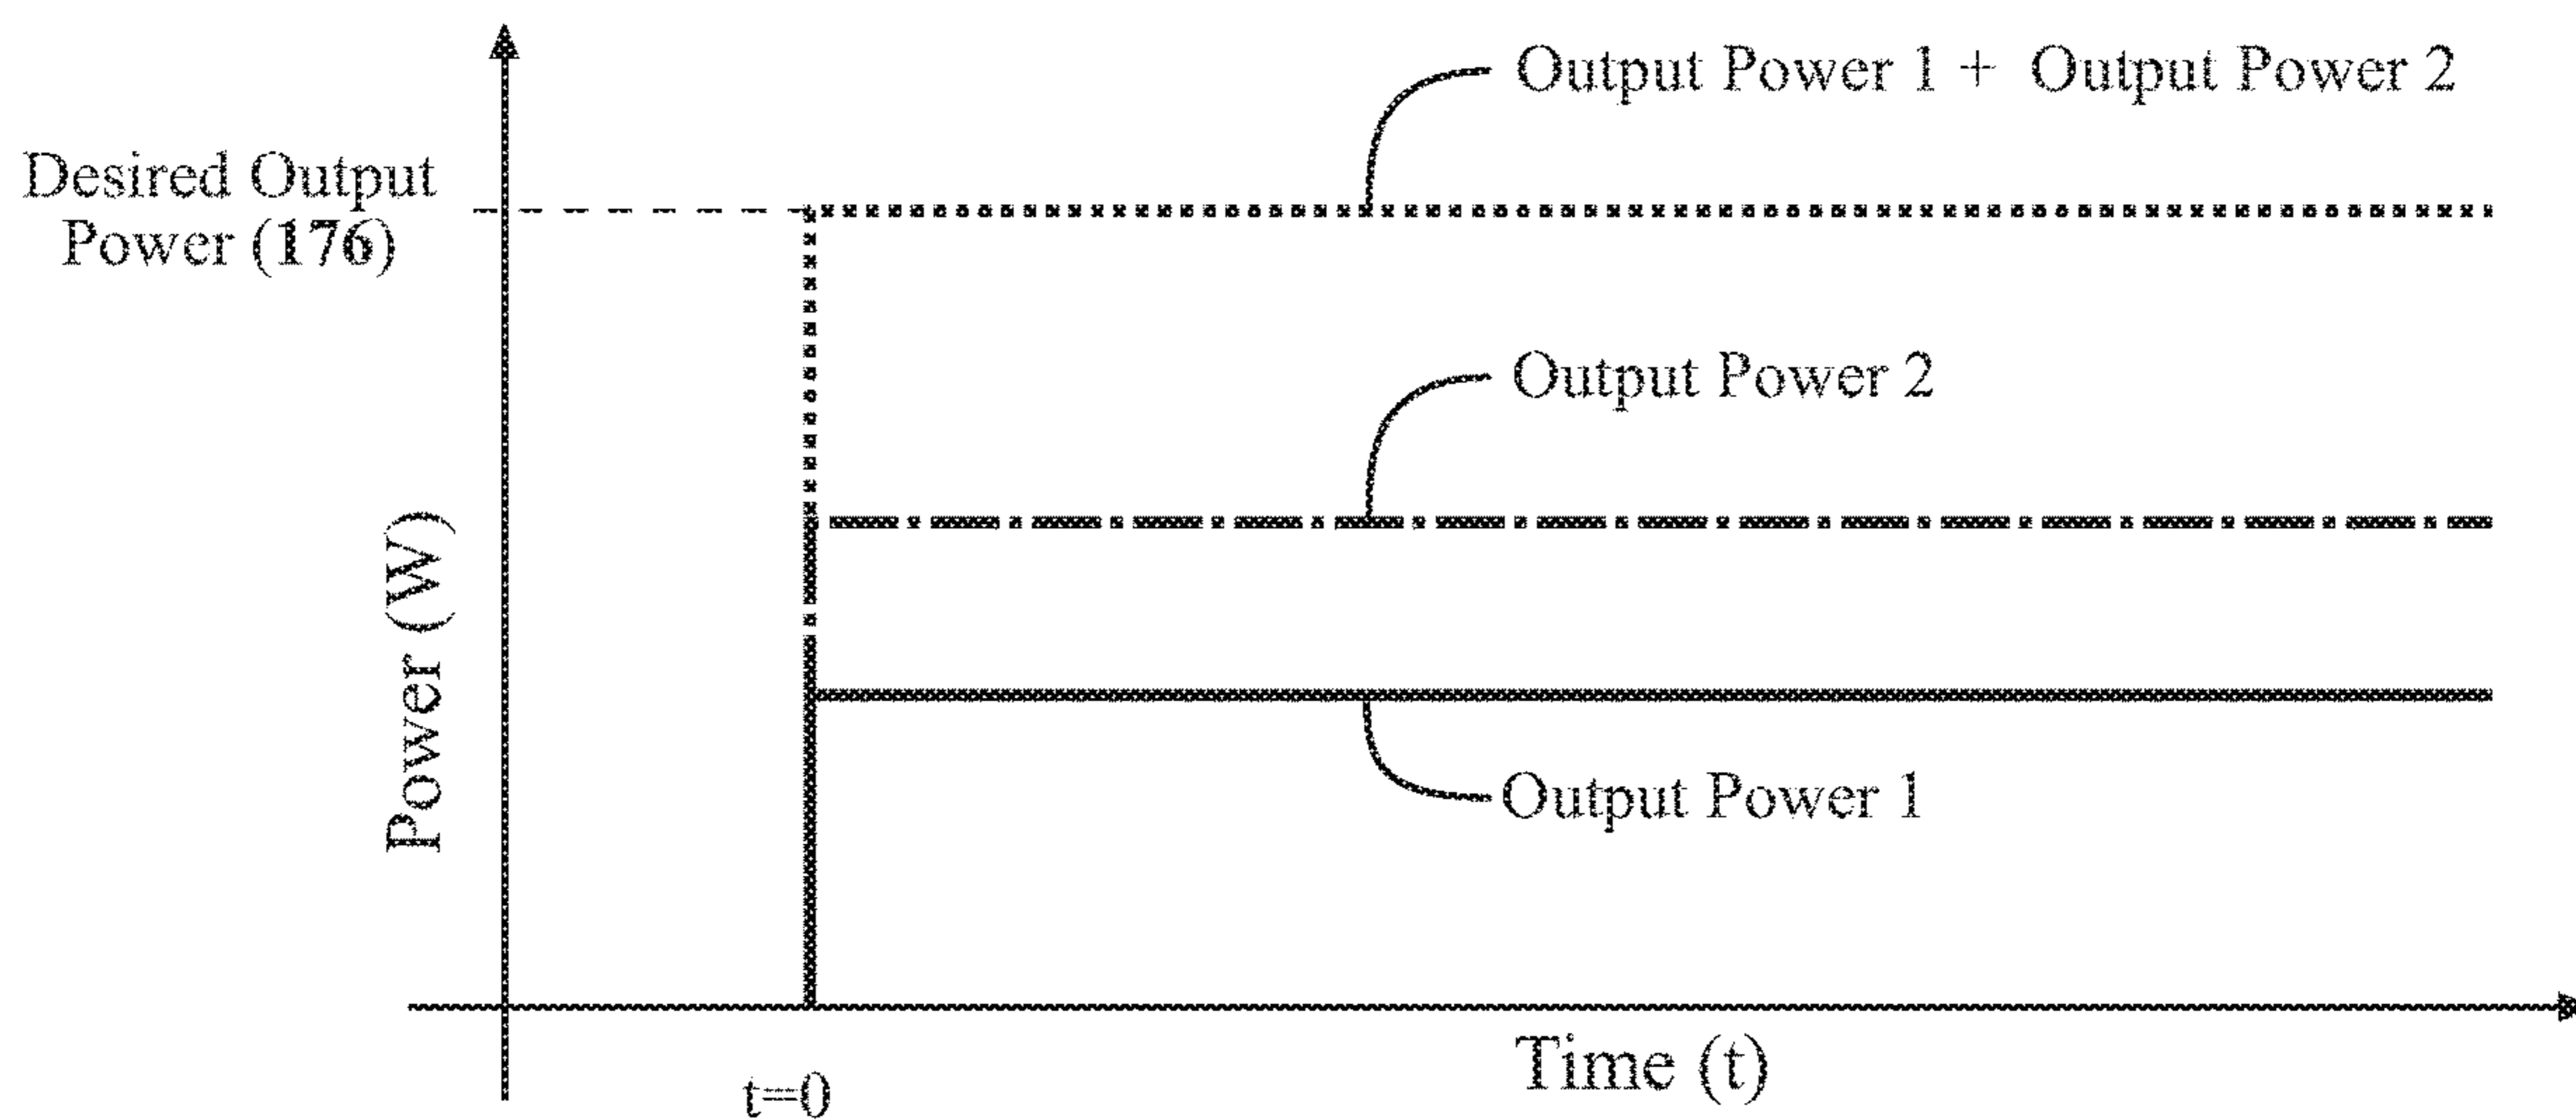 Output Power 1 + Output Power 2
Desired Output
Power (176)
Output Power 2
Power (W)
Output Power 1
Time (t)
t=0